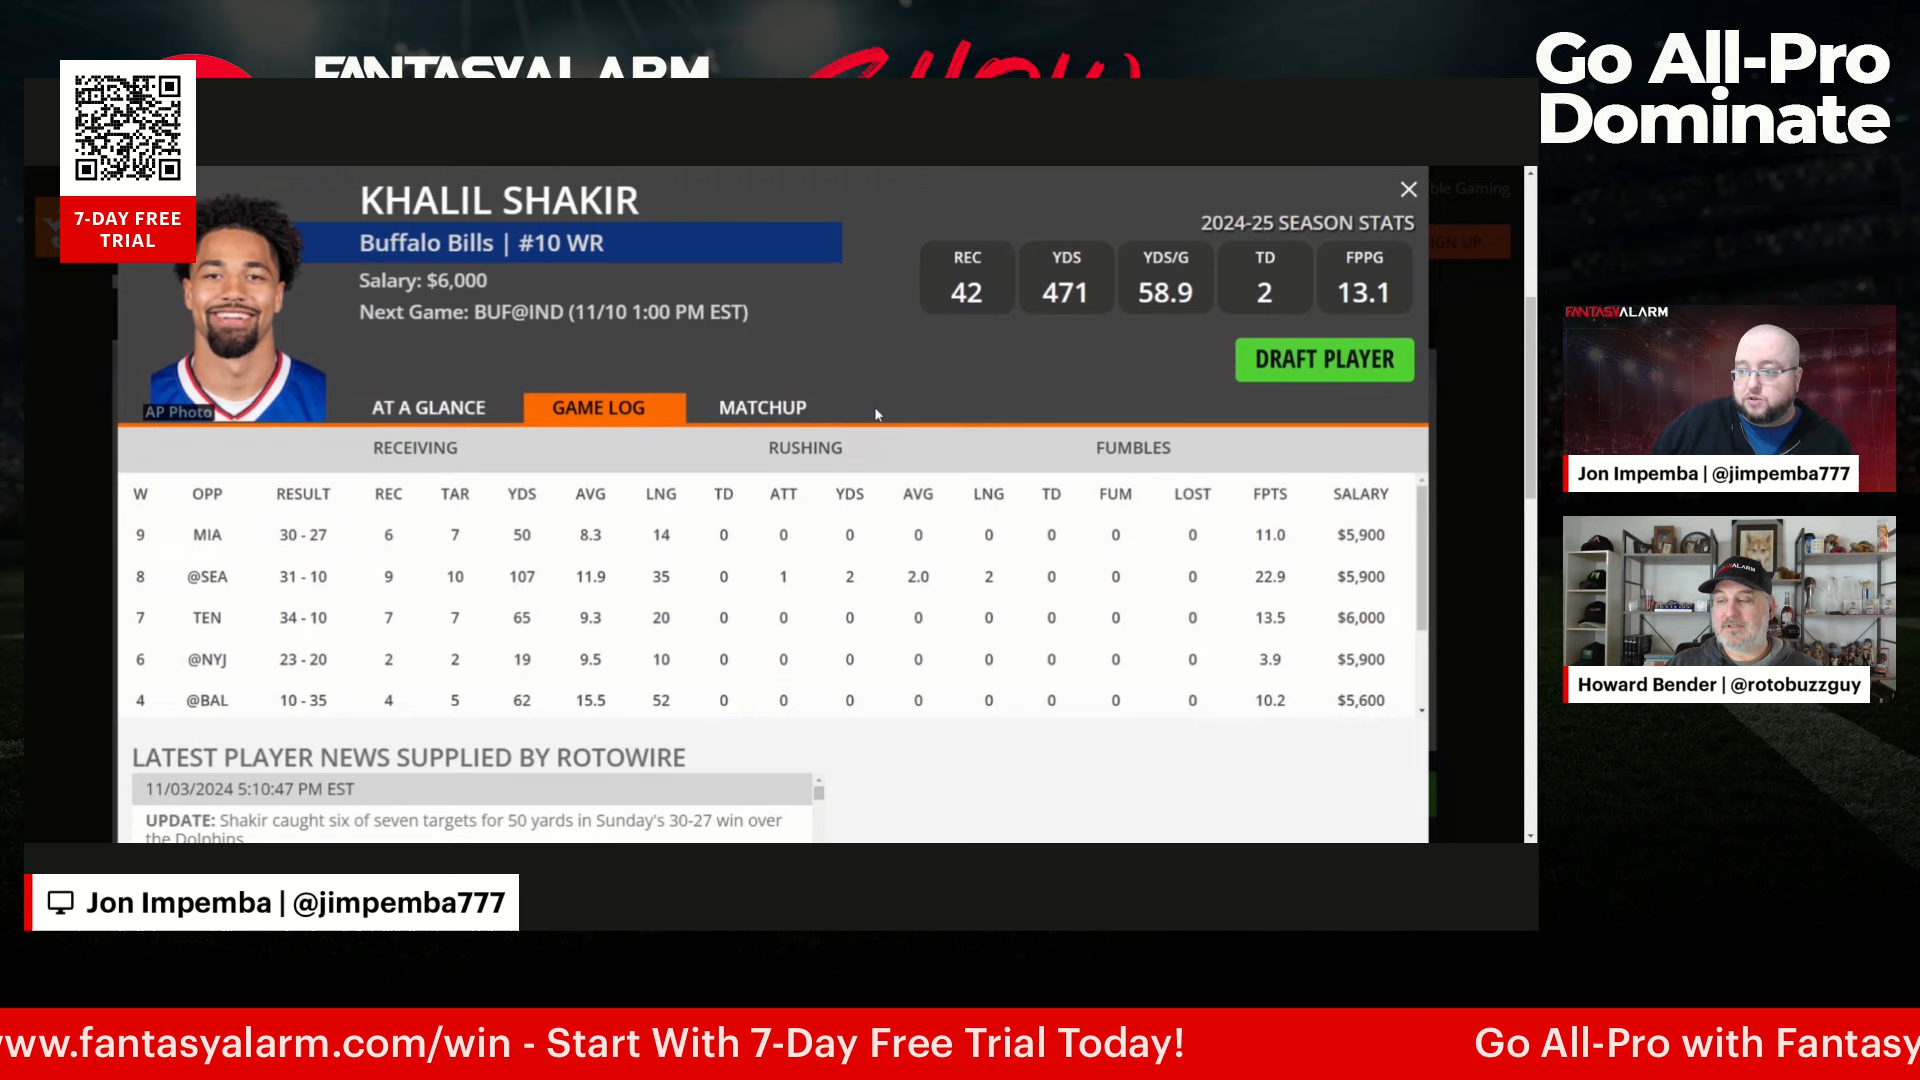 FANTASYALARM
SHOW
Go All-Pro
Dominate
7-DAY FREE
TRIAL
KHALIL SHAKIR
Buffalo Bills | #10 WR
Salary: $6,000
Next Game: BUF@IND (11/10 1:00 PM EST)
AP Photo
2024-25 SEASON STATS
REC YDS YDS/G TD FPPG
42 471 58.9 2 13.1
DRAFT PLAYER
ble Gaming
SIGN UP
AT A GLANCE GAME LOG MATCHUP
RECEIVING RUSHING FUMBLES
W OPP RESULT REC TAR YDS AVG LNG TD ATT YDS AVG LNG TD FUM LOST FPTS SALARY
9 MIA 30 - 27 6 7 50 8.3 14 0 0 0 0 0 0 0 0 11.0 $5,900
8 @SEA 31 - 10 9 10 107 11.9 35 0 1 2 2.0 2 0 0 0 22.9 $5,900
7 TEN 34 - 10 7 7 65 9.3 20 0 0 0 0 0 0 0 0 13.5 $6,000
6 @NYJ 23 - 20 2 2 19 9.5 10 0 0 0 0 0 0 0 0 3.9 $5,900
4 @BAL 10 - 35 4 5 62 15.5 52 0 0 0 0 0 0 0 0 10.2 $5,600
LATEST PLAYER NEWS SUPPLIED BY ROTOWIRE
11/03/2024 5:10:47 PM EST
UPDATE: Shakir caught six of seven targets for 50 yards in Sunday's 30-27 win over
the Dolphins
FANTASYALARM
Jon Impemba | @jimpemba777
Howard Bender | @rotobuzzguy
Jon Impemba | @jimpemba777
www.fantasyalarm.com/win - Start With 7-Day Free Trial Today!
Go All-Pro with Fantasy